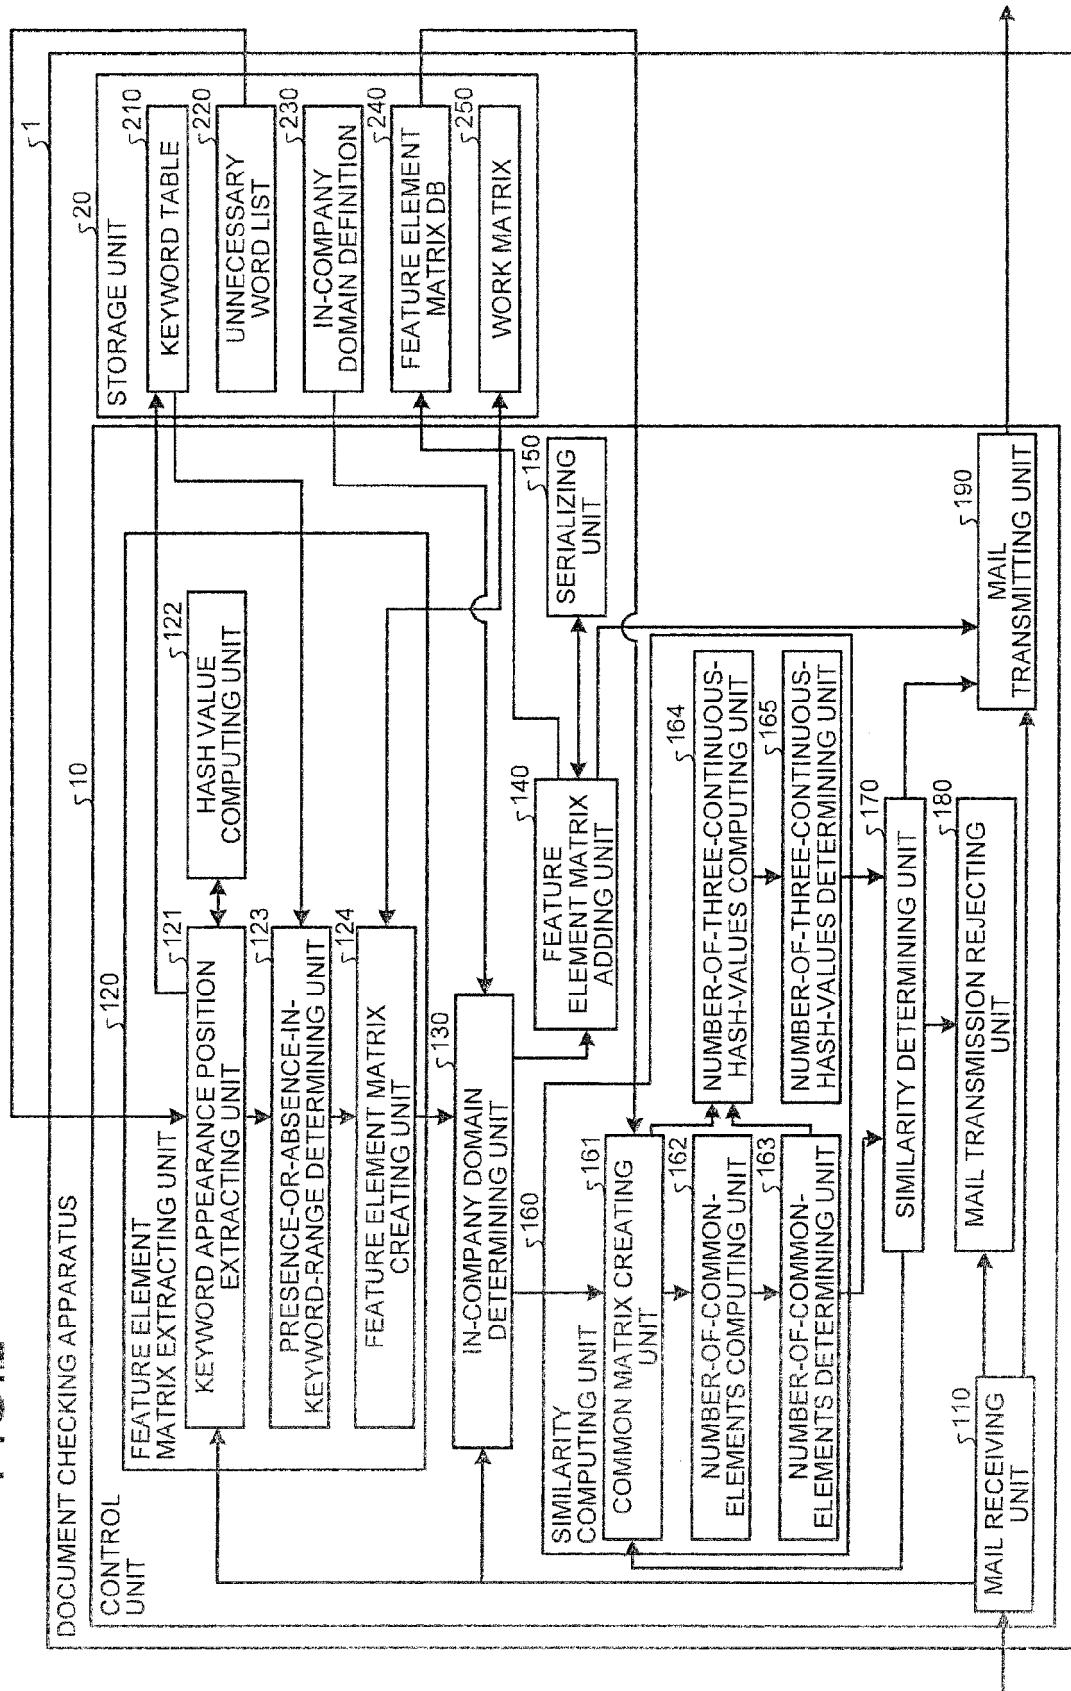 DOCUMENT CHECKING APPARATUS
1
CONTROL
UNIT
10
FEATURE ELEMENT
MATRIX EXTRACTING UNIT
120
KEYWORD APPEARANCE POSITION
EXTRACTING UNIT
121
HASH VALUE
COMPUTING UNIT
122
PRESENCE-OR-ABSENCE-IN-
KEYWORD-RANGE DETERMINING UNIT
123
FEATURE ELEMENT MATRIX
CREATING UNIT
124
IN-COMPANY DOMAIN
DETERMINING UNIT
130
FEATURE
ELEMENT MATRIX
ADDING UNIT
140
SERIALIZING
UNIT
150
SIMILARITY
COMPUTING UNIT
160
COMMON MATRIX CREATING
UNIT
161
NUMBER-OF-COMMON-
ELEMENTS COMPUTING UNIT
162
NUMBER-OF-COMMON-
ELEMENTS DETERMINING UNIT
163
NUMBER-OF-THREE-CONTINUOUS-
HASH-VALUES COMPUTING UNIT
164
NUMBER-OF-THREE-CONTINUOUS-
HASH-VALUES DETERMINING UNIT
165
SIMILARITY DETERMINING UNIT
170
MAIL TRANSMISSION REJECTING
UNIT
180
MAIL RECEIVING
UNIT
110
MAIL
TRANSMITTING UNIT
190
STORAGE UNIT
20
KEYWORD TABLE
210
UNNECESSARY
WORD LIST
220
IN-COMPANY
DOMAIN DEFINITION
230
FEATURE ELEMENT
MATRIX DB
240
WORK MATRIX
250